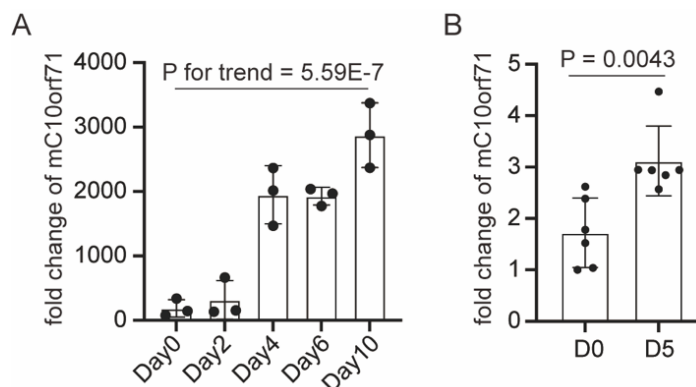 A
fold change of mC10orf71
4000
3000
2000
1000
0
P for trend = 5.59E-7
Day0
Day2
Day4
Day6
Day10
B
fold change of mC10orf71
5
4
3
2
1
0
P = 0.0043
D0
D5